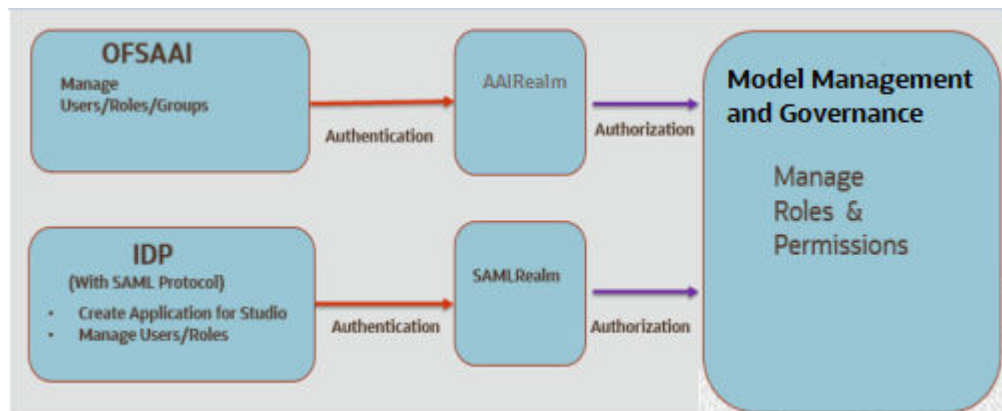 OFSAAI
Manage
Users/Roles/Groups
Authentication
AAIRealm
Authorization
Model Management
and Governance
Manage
Roles &
Permissions
IDP
(With SAML Protocol)
• Create Application for Studio
• Manage Users/Roles
Authentication
SAMLRealm
Authorization